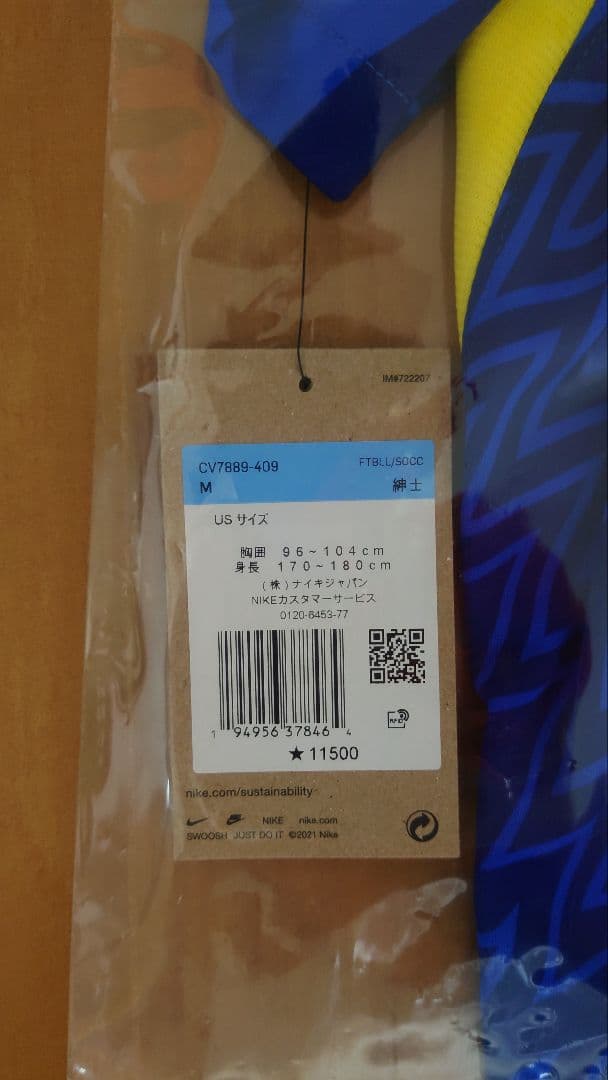 IM#722207
CV7889-409 FTBLL/SOCC
M 紳士
US サイズ
胸囲 96~104cm
身長 170~180cm
(株)ナイキジャパン
NIKEカスタマーサービス
0120-6453-77
RFID
1 94956 37846 4
★11500
nike.com/sustainability
NIKE nike.com
SWOOSH JUST DO IT ©2021 Nike